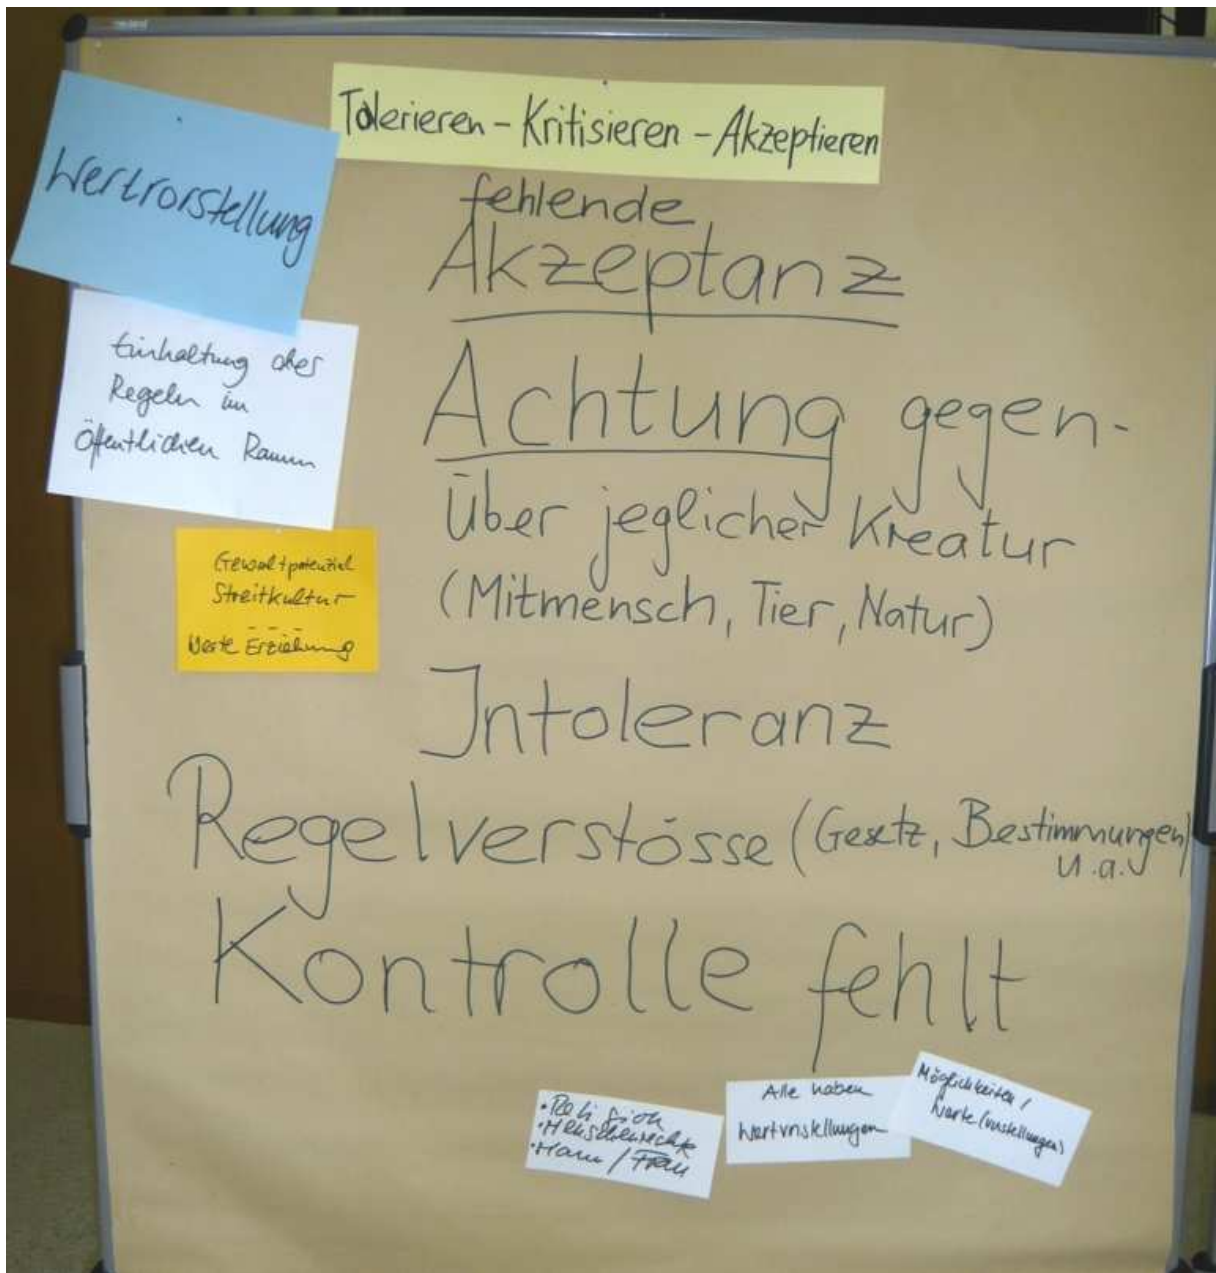 Tolerieren - Kritisieren - Akzeptieren
Wertvorstellung
fehlende
Akzeptanz
Einhaltung der
Regeln im
öffentlichen Raum
Achtung gegen-
über jeglicher Kreatur
(Mitmensch, Tier, Natur)
Gewaltpotenzial
Streitkultur
Werte Erziehung
Intoleranz
Regelverstösse (Gesetz, Bestimmungen)
u.a.
Kontrolle fehlt
• Religion
• Menschenrechte
• Mann / Frau
Alle haben
Wertvorstellungen
Möglichkeiten /
Werte(vorstellungen)